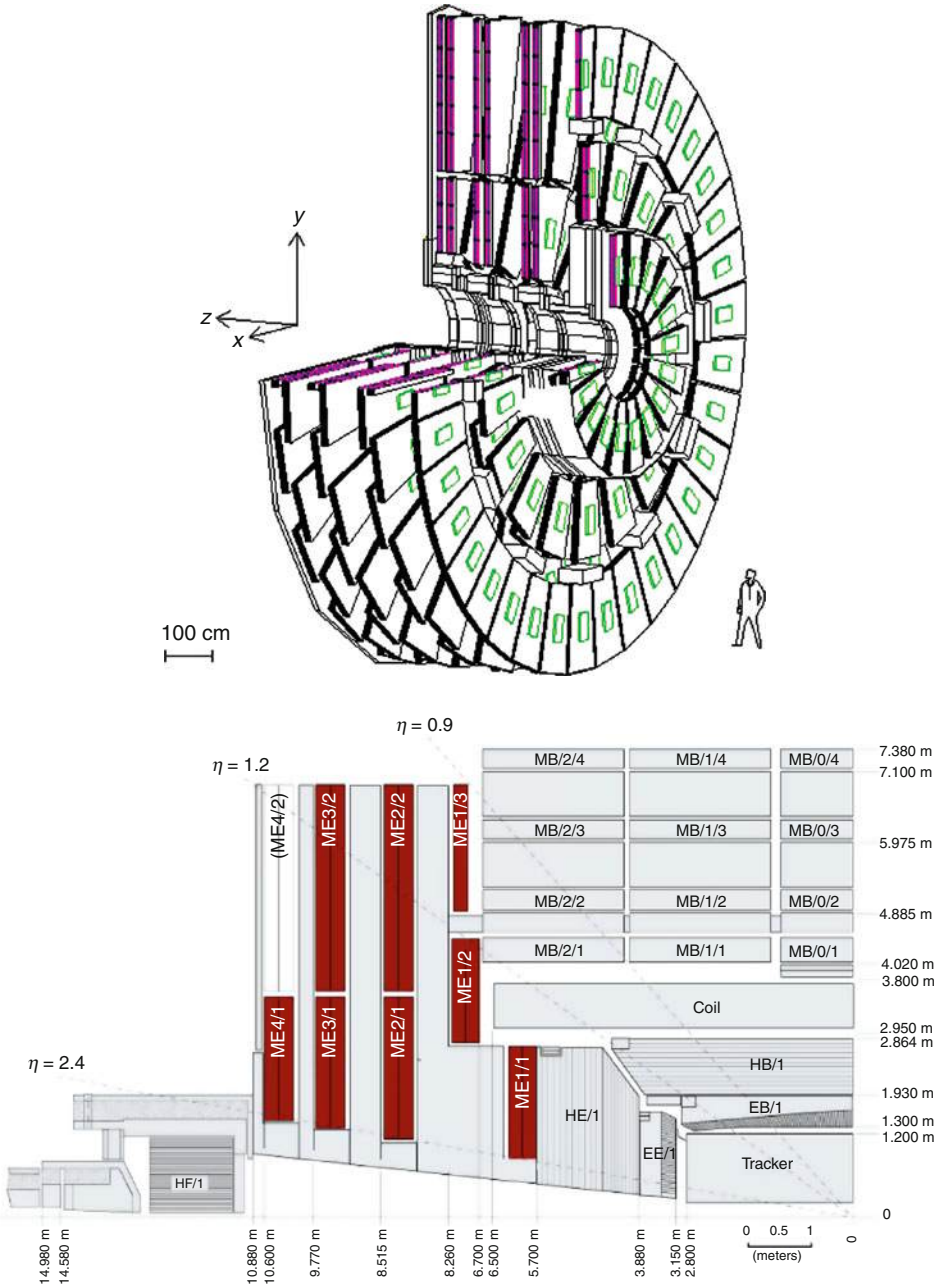 y
z
x
100 cm
η = 0.9
η = 1.2
η = 2.4
MB/2/4 MB/1/4 MB/0/4
MB/2/3 MB/1/3 MB/0/3
MB/2/2 MB/1/2 MB/0/2
MB/2/1 MB/1/1 MB/0/1
(ME4/2)
ME3/2
ME2/2
ME1/3
ME1/2
ME4/1
ME3/1
ME2/1
ME1/1
Coil
HB/1
EB/1
HE/1
EE/1
Tracker
HF/1
7.380 m
7.100 m
5.975 m
4.885 m
4.020 m
3.800 m
2.950 m
2.864 m
1.930 m
1.300 m
1.200 m
0
0 0.5 1
(meters)
14.980 m
14.580 m
10.880 m
10.600 m
9.770 m
8.515 m
8.260 m
6.700 m
6.500 m
5.700 m
3.880 m
3.150 m
2.800 m
0